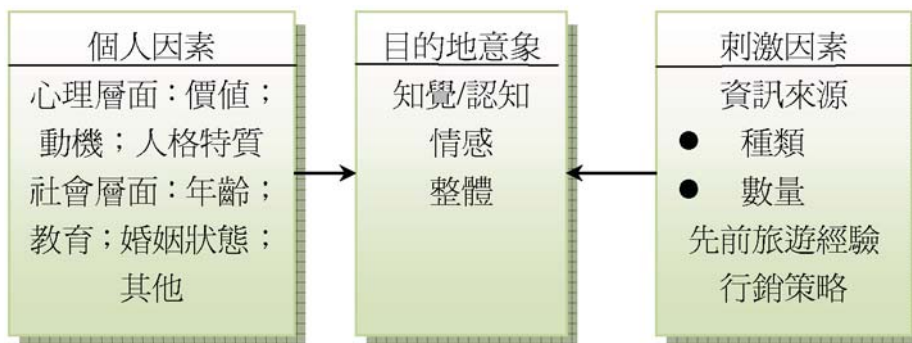 個人因素
心理層面：價值；
動機；人格特質
社會層面：年齡；
教育；婚姻狀態；
其他
目的地意象
知覺/認知
情感
整體
刺激因素
資訊來源
● 種類
● 數量
先前旅遊經驗
行銷策略